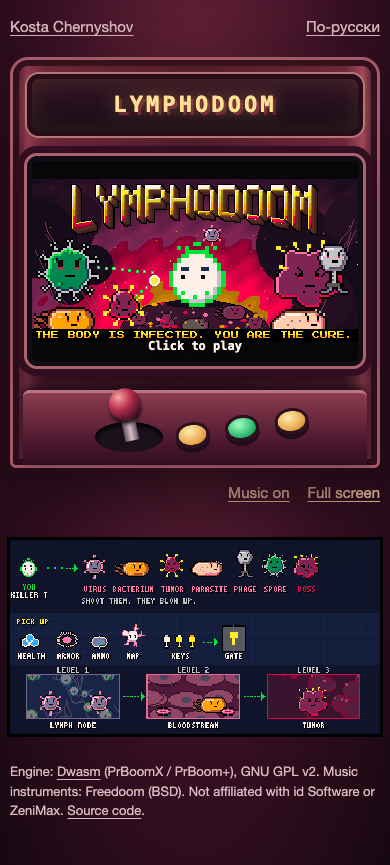 Kosta Chernyshov
По-русски
LYMPHODOOM
LYMPHODOOM
THE BODY IS INFECTED. YOU ARE THE CURE.
Click to play
Music on
Full screen
YOU
KILLER T
VIRUS BACTERIUM TUMOR PARASITE PHAGE SPORE BOSS
SHOOT THEM. THEY BLOW UP.
PICK UP
HEALTH ARMOR AMMO MAP KEYS GATE
LEVEL 1 LEVEL 2 LEVEL 3
LYMPH NODE BLOODSTREAM TUMOR
Engine: Dwasm (PrBoomX / PrBoom+), GNU GPL v2. Music
instruments: Freedoom (BSD). Not affiliated with id Software or
ZeniMax. Source code.